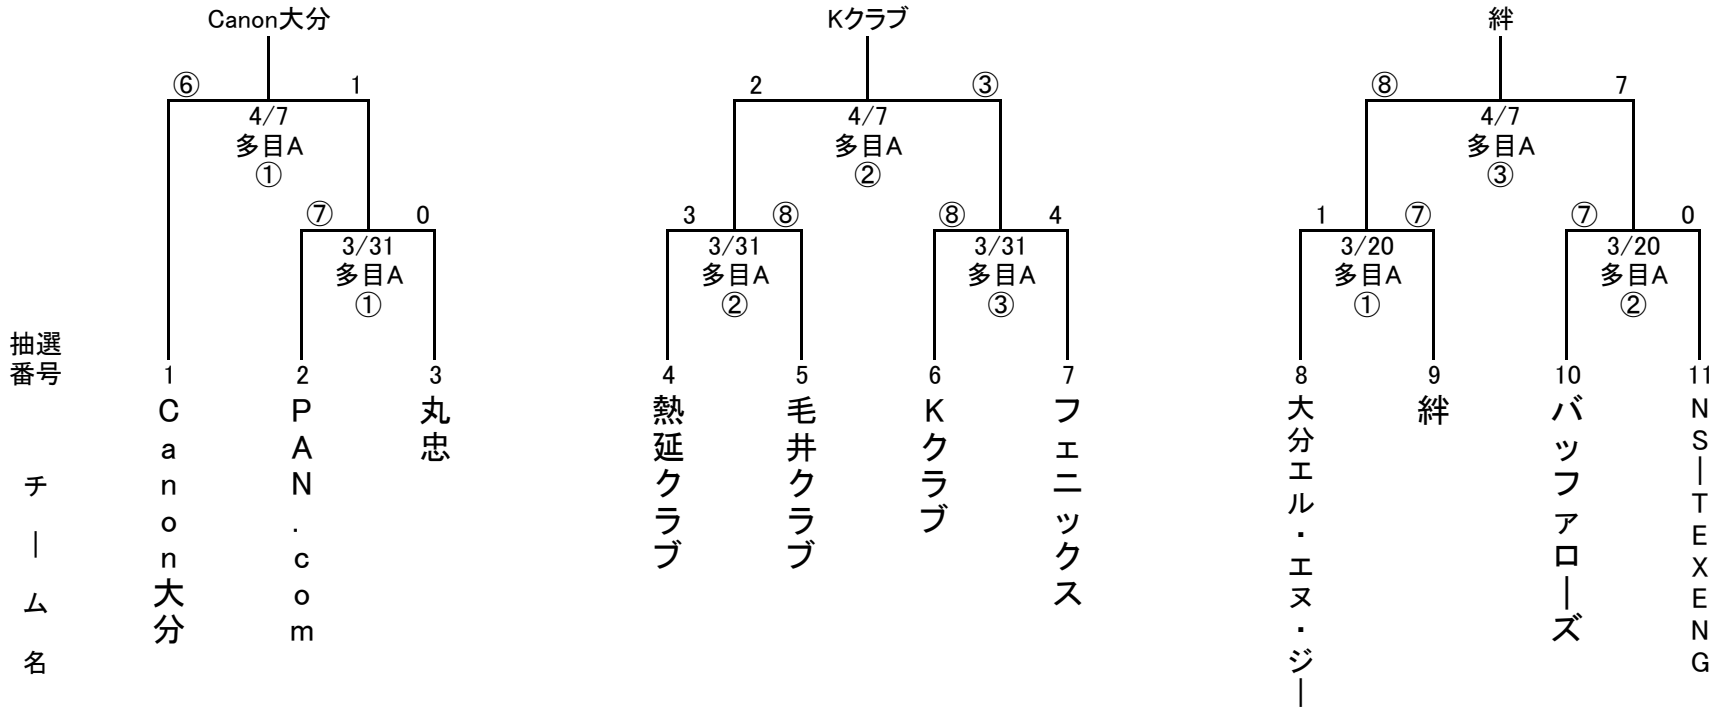 Canon大分
Kクラブ
絆
⑥ 1
2 ③
⑧ 7
4/7
多目A
①
4/7
多目A
②
4/7
多目A
③
⑦ 0
3 ⑧
⑧ 4
1 ⑦
⑦ 0
3/31
多目A
①
3/31
多目A
②
3/31
多目A
③
3/20
多目A
①
3/20
多目A
②
抽選
番号
1 2 3 4 5 6 7 8 9 10 11
チーム名
Canon大分
PAN.com
丸忠
熱延クラブ
毛井クラブ
Kクラブ
フェニックス
大分エル・エヌ・ジー
絆
バッファローズ
NS―TEXENG